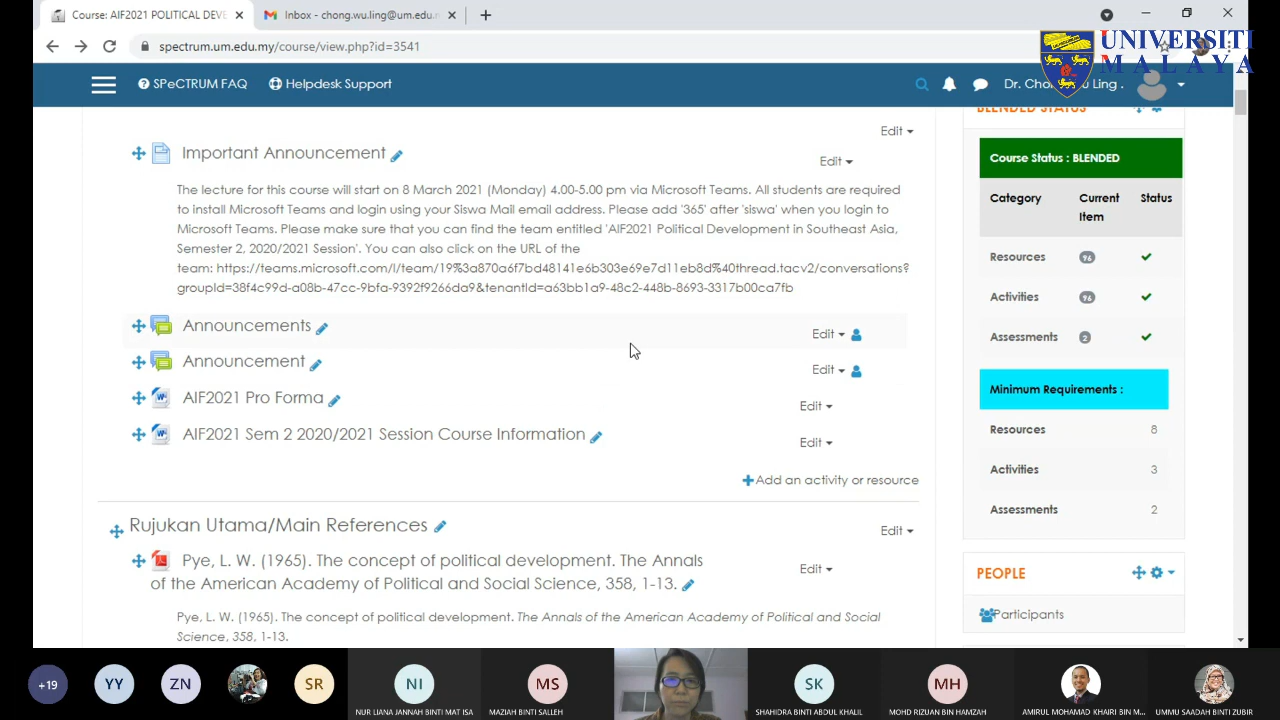 Course: AIF2021 POLITICAL DEVE
Inbox - chong.wu.ling@um.edu.m
spectrum.um.edu.my/course/view.php?id=3541
UNIVERSITI
MALAYA
SPeCTRUM FAQ
Helpdesk Support
Dr. Chong Wu Ling .
BLENDED STATUS
Edit
Important Announcement
Edit
The lecture for this course will start on 8 March 2021 (Monday) 4.00-5.00 pm via Microsoft Teams. All students are required
to install Microsoft Teams and login using your Siswa Mail email address. Please add '365' after 'siswa' when you login to
Microsoft Teams. Please make sure that you can find the team entitled 'AIF2021 Political Development in Southeast Asia,
Semester 2, 2020/2021 Session'. You can also click on the URL of the
team: https://teams.microsoft.com/l/team/19%3a870a6f7bd48141e6b303e69e7d11eb8d%40thread.tacv2/conversations?
groupId=38f4c99d-a08b-47cc-9bfa-9392f9266da9&tenantId=a63bb1a9-48c2-448b-8693-3317b00ca7fb
Announcements
Edit
Announcement
Edit
AIF2021 Pro Forma
Edit
AIF2021 Sem 2 2020/2021 Session Course Information
Edit
Add an activity or resource
Rujukan Utama/Main References
Edit
Pye, L. W. (1965). The concept of political development. The Annals
of the American Academy of Political and Social Science, 358, 1-13.
Edit
Pye, L. W. (1965). The concept of political development. The Annals of the American Academy of Political and Social
Science, 358, 1-13.
Course Status : BLENDED
Category Current Item Status
Resources 96
Activities 96
Assessments 2
Minimum Requirements :
Resources 8
Activities 3
Assessments 2
PEOPLE
Participants
+19
YY
ZN
SR
NI
NUR LIANA JANNAH BINTI MAT ISA
MS
MAZIAH BINTI SALLEH
SK
SHAHIDRA BINTI ABDUL KHALIL
MH
MOHD RIZUAN BIN HAMZAH
AMIRUL MOHAMAD KHAIRI BIN M...
UMMU SAADAH BINTI ZUBIR